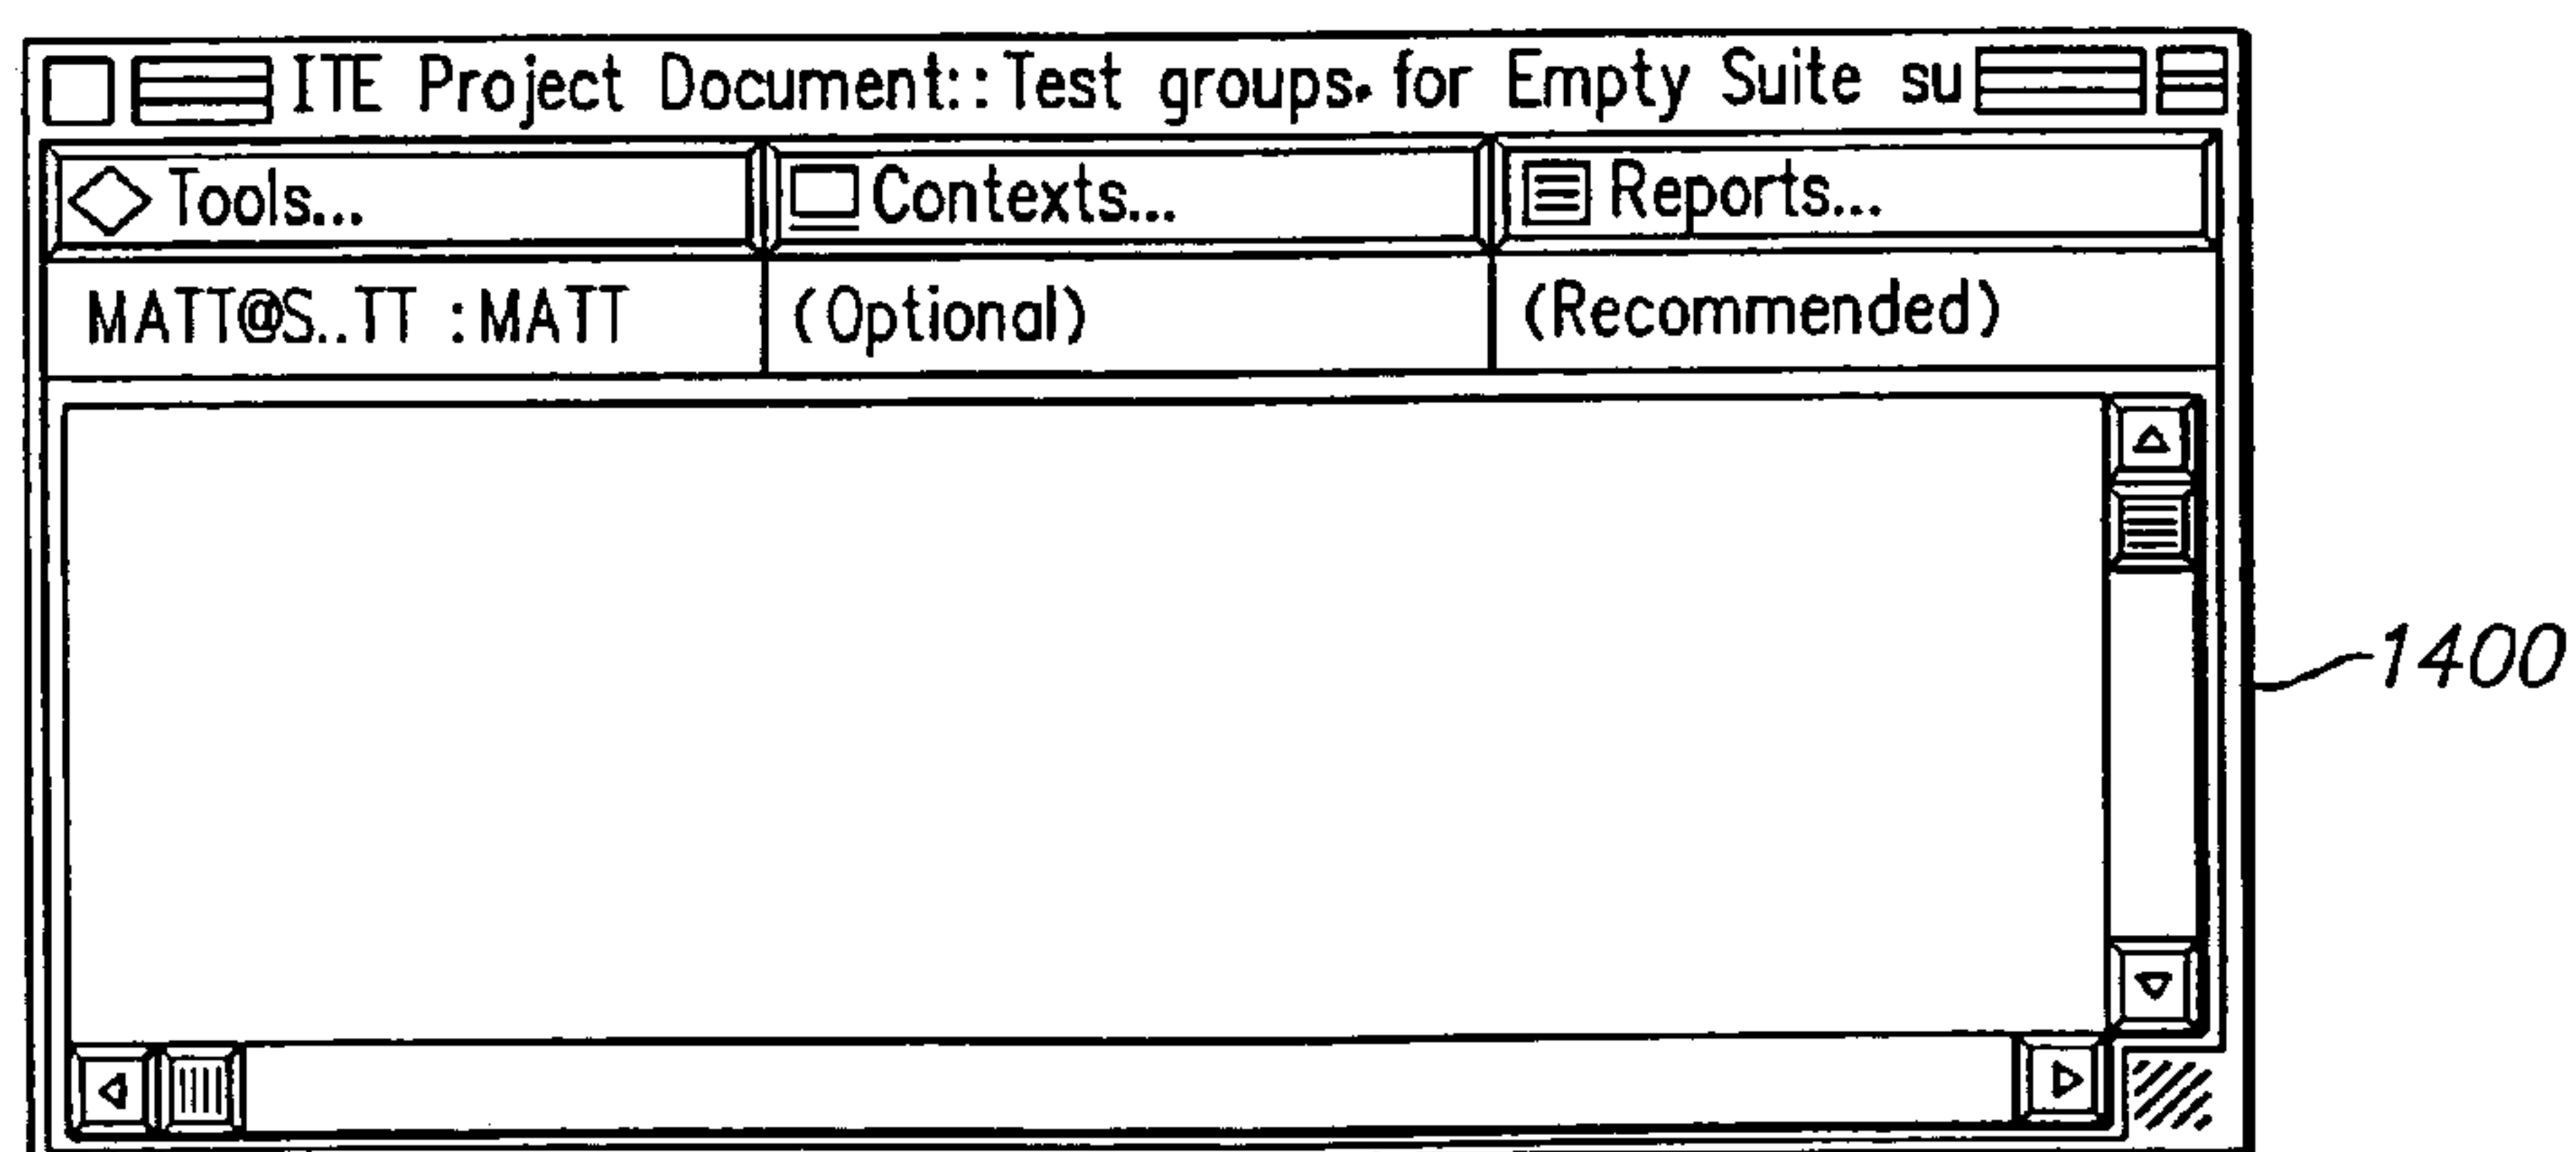 ITE Project Document::Test groups. for Empty Suite su
Tools... Contexts... Reports...
MATT@S..TT :MATT (Optional) (Recommended)
1400